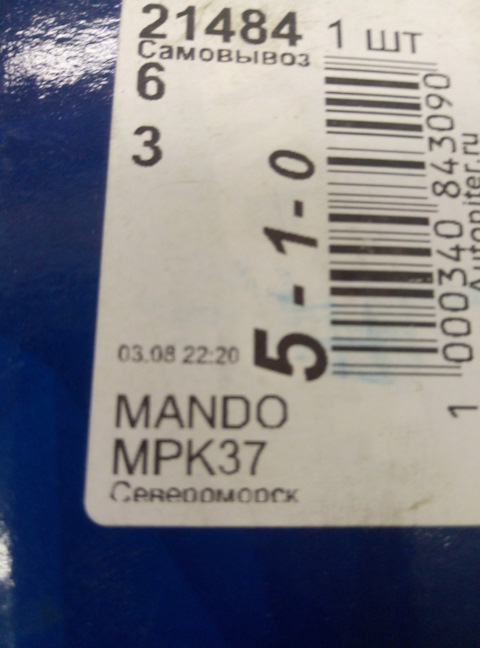 21484 1 шт
Самовывоз
6
3
5 - 1 - 0
03.08 22:20
MANDO
MPK37
Североморск
1 000340 843090
Autopiter.ru